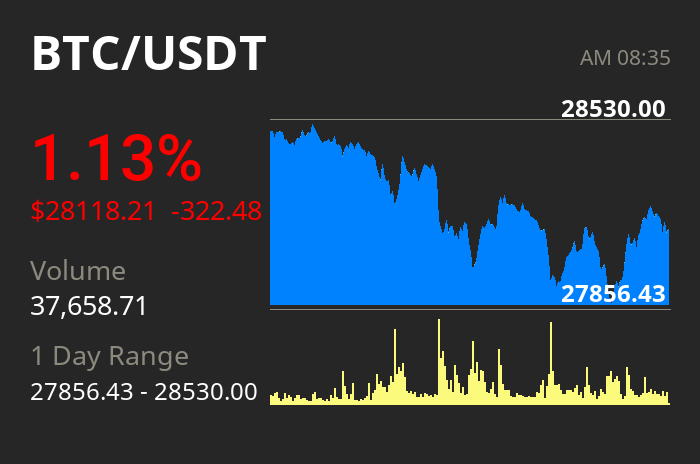 BTC/USDT
AM 08:35
28530.00
1.13%
$28118.21 -322.48
Volume
37,658.71
27856.43
1 Day Range
27856.43 - 28530.00